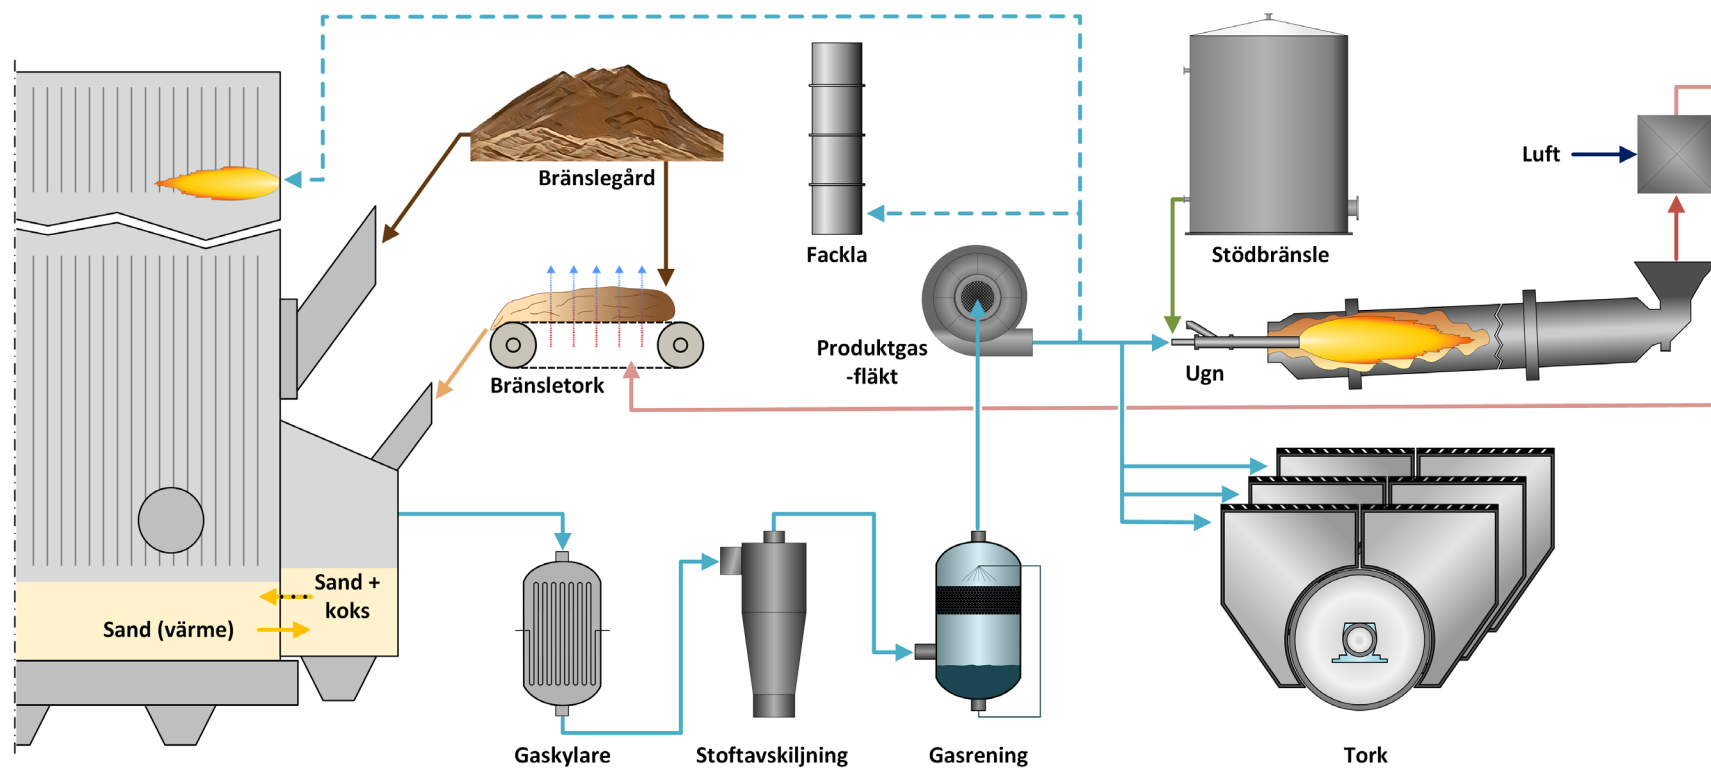 Bränslegård
Fackla
Stödbränsle
Luft
Bränsletork
Produktgas
-fläkt
Ugn
Sand +
koks
Sand (värme)
Gaskylare
Stoftavskiljning
Gasrening
Tork